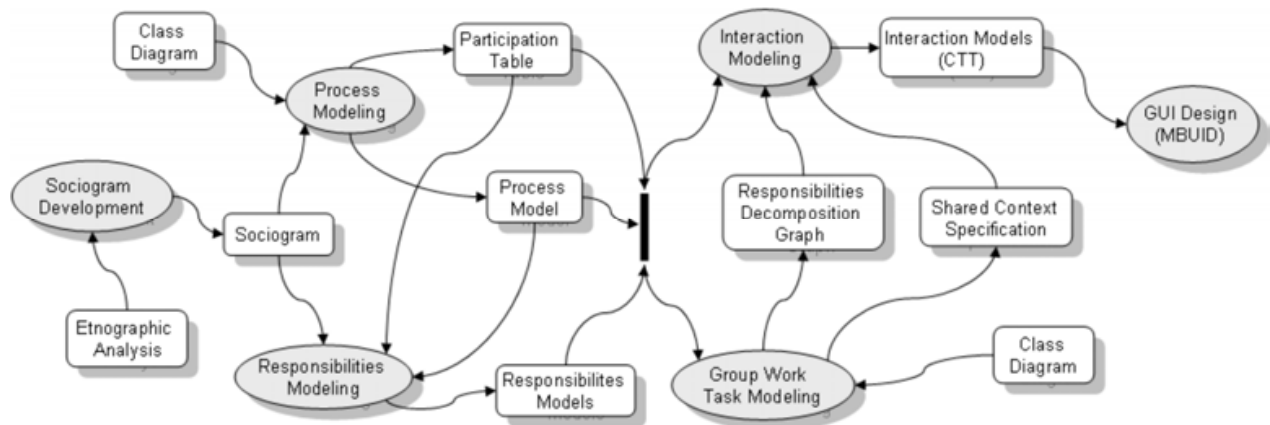 Class
Diagram
Participation
Table
Interaction
Modeling
Interaction Models
(CTT)
Process
Modeling
GUI Design
(MBUID)
Sociogram
Development
Process
Model
Responsibilities
Decomposition
Graph
Shared Context
Specification
Sociogram
Etnographic
Analysis
Responsibilities
Modeling
Responsibilites
Models
Group Work
Task Modeling
Class
Diagram